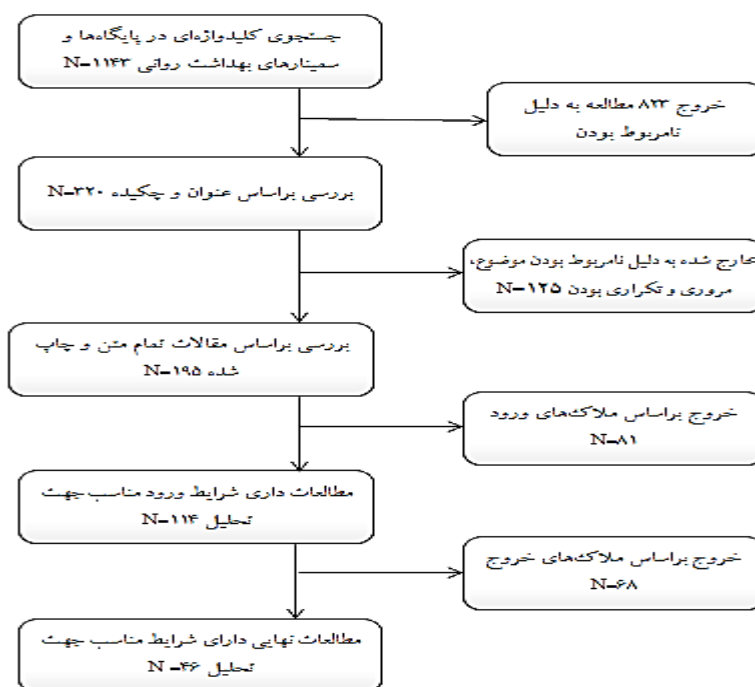 جستجوی کلیدواژه‌ای در پایگاه‌ها و
سمینارهای بهداشت روانی N=۱۱۴۳
خروج ۸۲۳ مطالعه به دلیل
نامربوط بودن
بررسی براساس عنوان و چکیده N=۳۲۰
خارج شده به دلیل نامربوط بودن موضوع،
مروری و تکراری بودن N=۱۲۵
بررسی براساس مقالات تمام متن و چاپ
شده N=۱۹۵
خروج براساس ملاک‌های ورود
N=۸۱
مطالعات داری شرایط ورود مناسب جهت
تحلیل N=۱۱۴
خروج براساس ملاک‌های خروج
N=۶۸
مطالعات نهایی دارای شرایط مناسب جهت
تحلیل N =۴۶